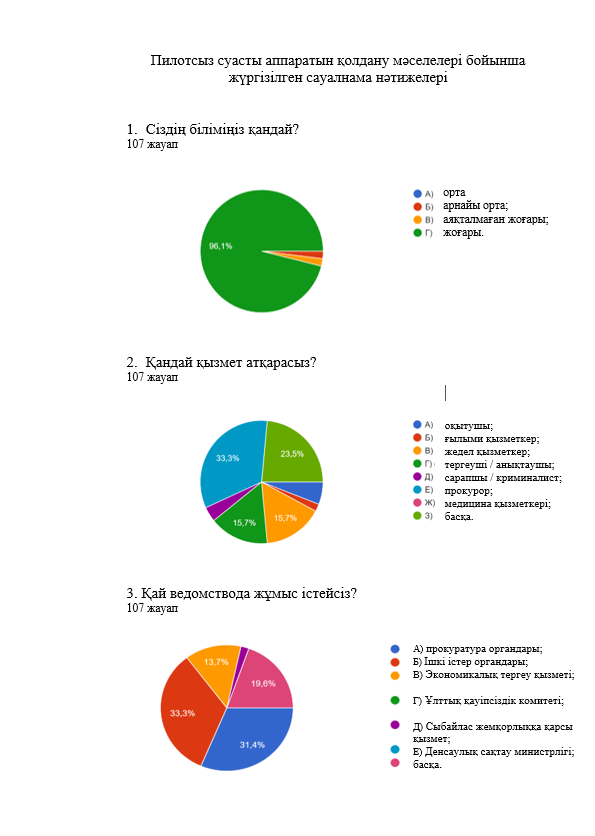 Пилотсыз суасты аппаратын қолдану мәселелері бойынша
жүргізілген сауалнама нәтижелері
1. Сіздің біліміңіз қандай?
107 жауап
96,1%
А) орта
Б) арнайы орта;
В) аяқталмаған жоғары;
Г) жоғары.
2. Қандай қызмет атқарасыз?
107 жауап
33,3%
23,5%
15,7%
15,7%
А) оқытушы;
Б) ғылыми қызметкер;
В) жедел қызметкер;
Г) тергеуші / анықтаушы;
Д) сарапшы / криминалист;
Е) прокурор;
Ж) медицина қызметкері;
З) басқа.
3. Қай ведомствода жұмыс істейсіз?
107 жауап
13,7%
19,6%
33,3%
31,4%
А) прокуратура органдары;
Б) Ішкі істер органдары;
В) Экономикалық тергеу қызметі;
Г) Ұлттық қауіпсіздік комитеті;
Д) Сыбайлас жемқорлыққа қарсы
қызмет;
Е) Денсаулық сақтау министрлігі;
басқа.